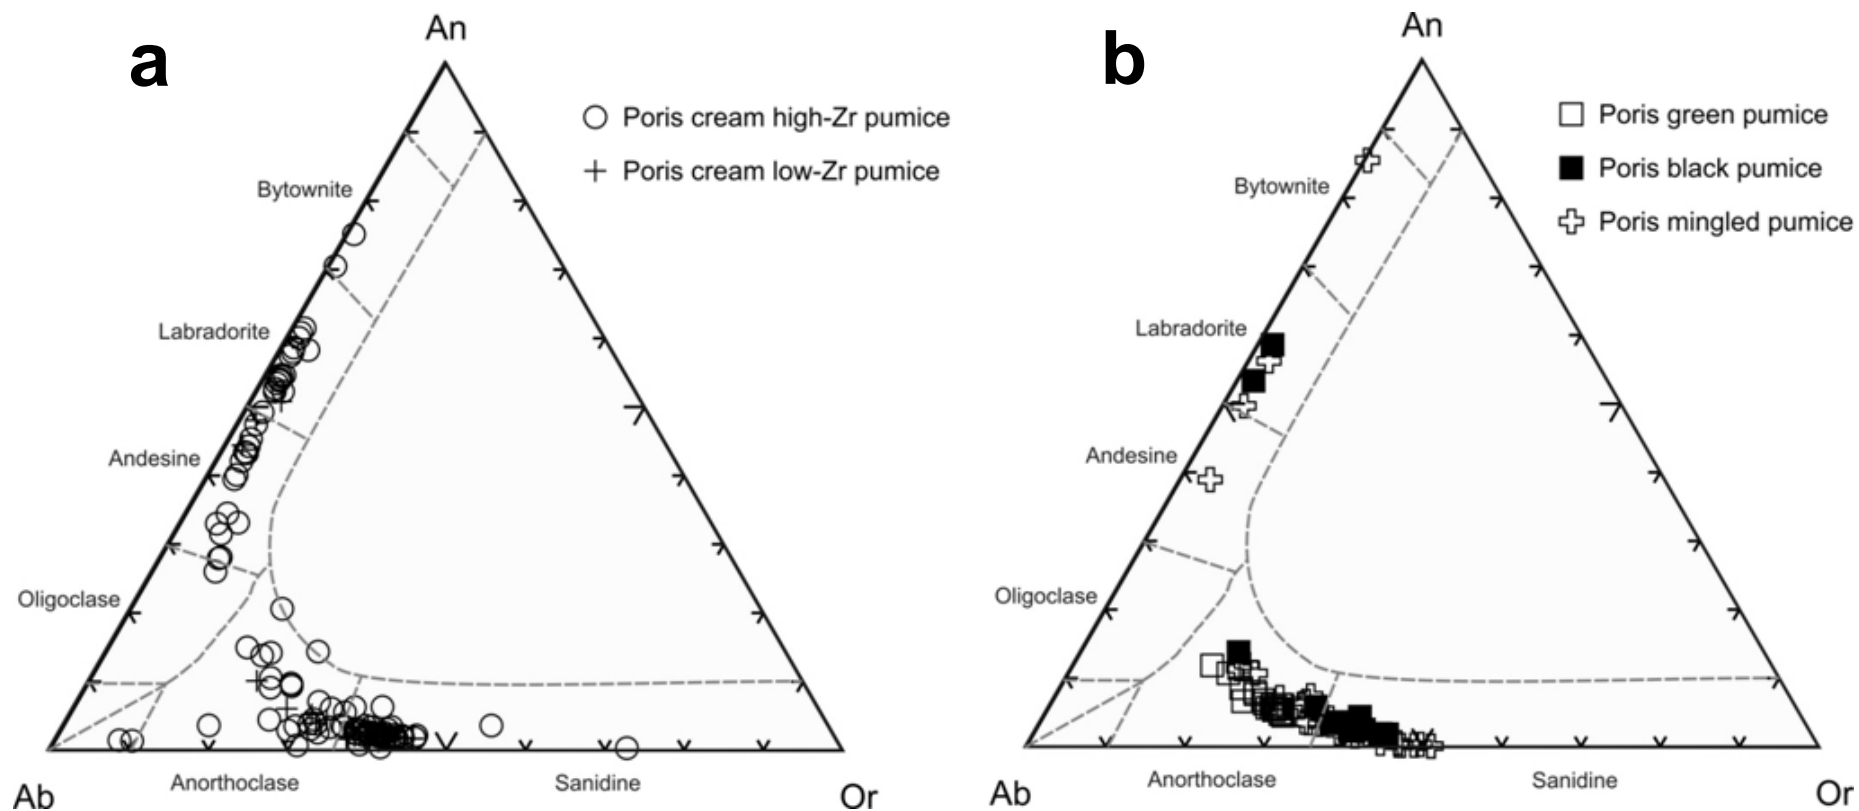 a
An
Poris cream high-Zr pumice
Poris cream low-Zr pumice
Bytownite
Labradorite
Andesine
Oligoclase
Anorthoclase
Sanidine
Ab
Or
b
An
Poris green pumice
Poris black pumice
Poris mingled pumice
Bytownite
Labradorite
Andesine
Oligoclase
Anorthoclase
Sanidine
Ab
Or